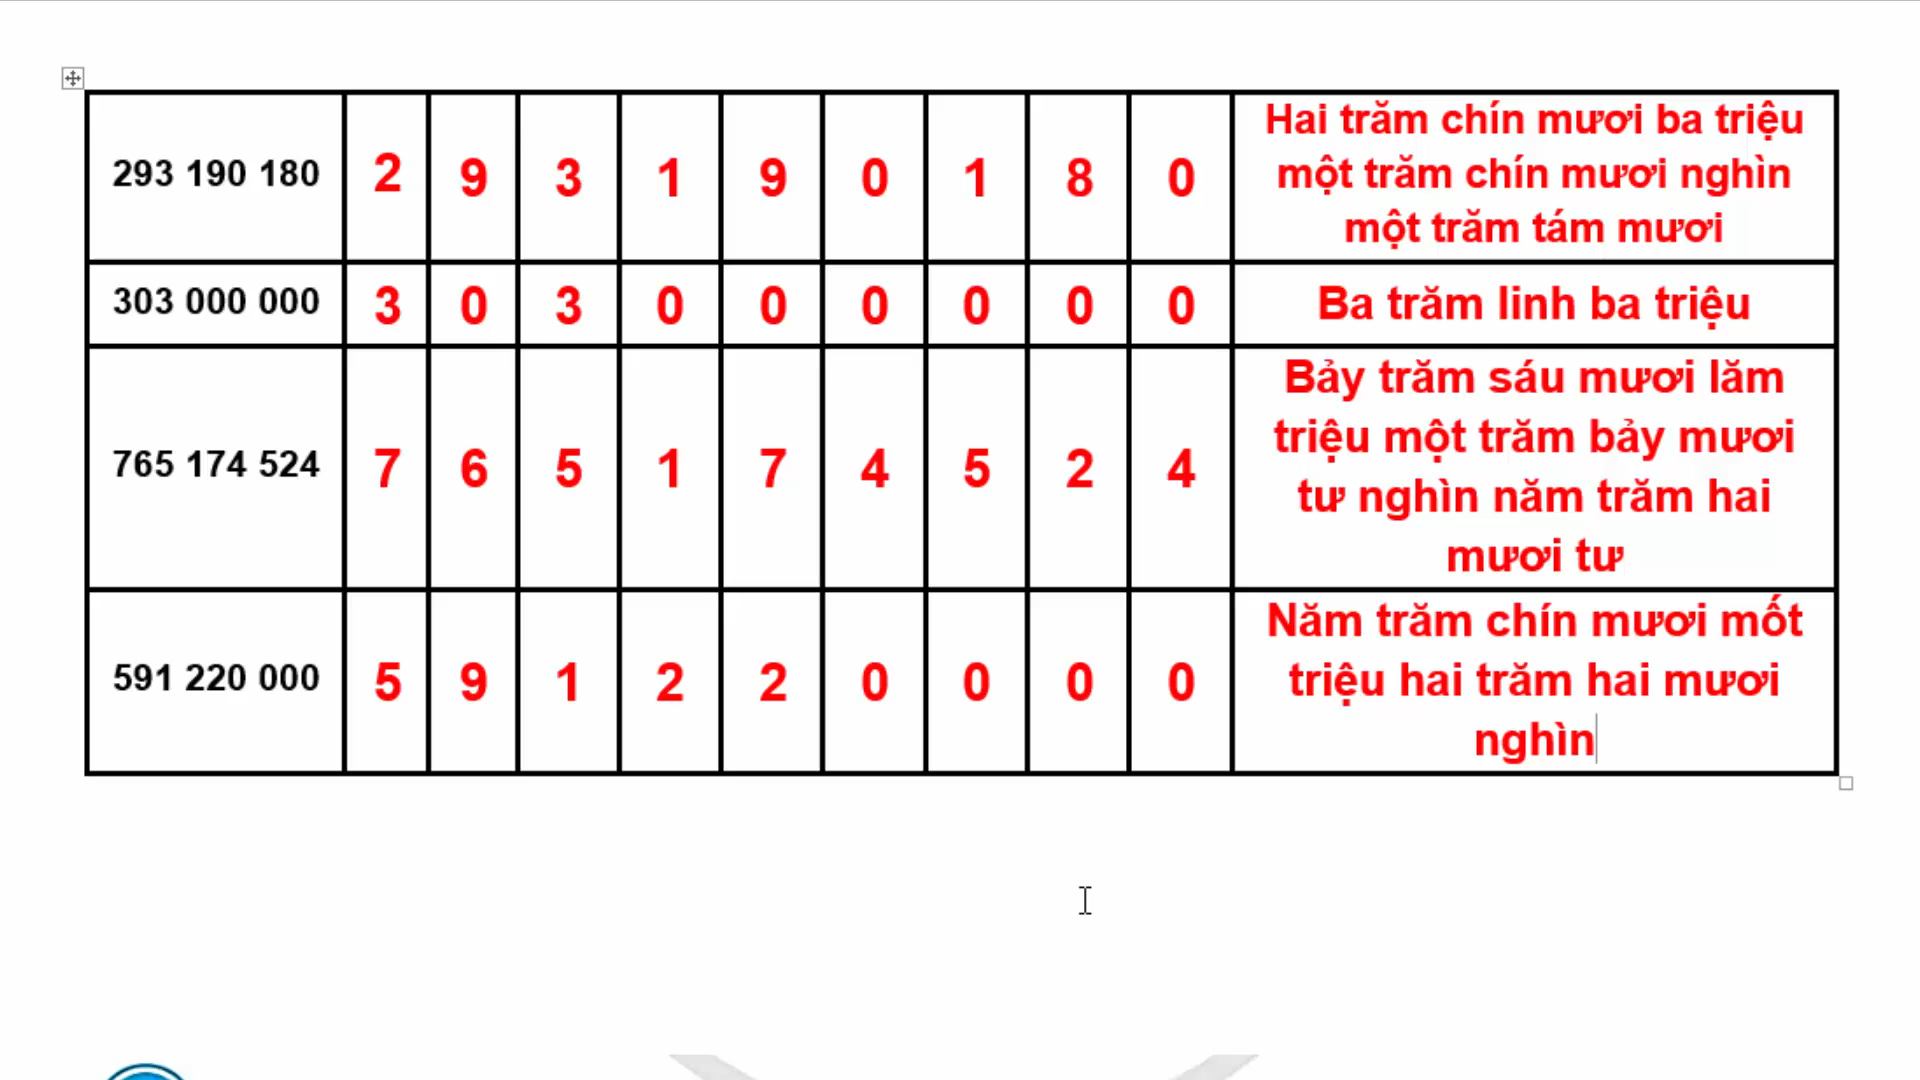 293 190 180 2 9 3 1 9 0 1 8 0 Hai trăm chín mươi ba triệu
một trăm chín mươi nghìn
một trăm tám mươi
303 000 000 3 0 3 0 0 0 0 0 0 Ba trăm linh ba triệu
765 174 524 7 6 5 1 7 4 5 2 4 Bảy trăm sáu mươi lăm
triệu một trăm bảy mươi
tư nghìn năm trăm hai
mươi tư
591 220 000 5 9 1 2 2 0 0 0 0 Năm trăm chín mươi mốt
triệu hai trăm hai mươi
nghìn